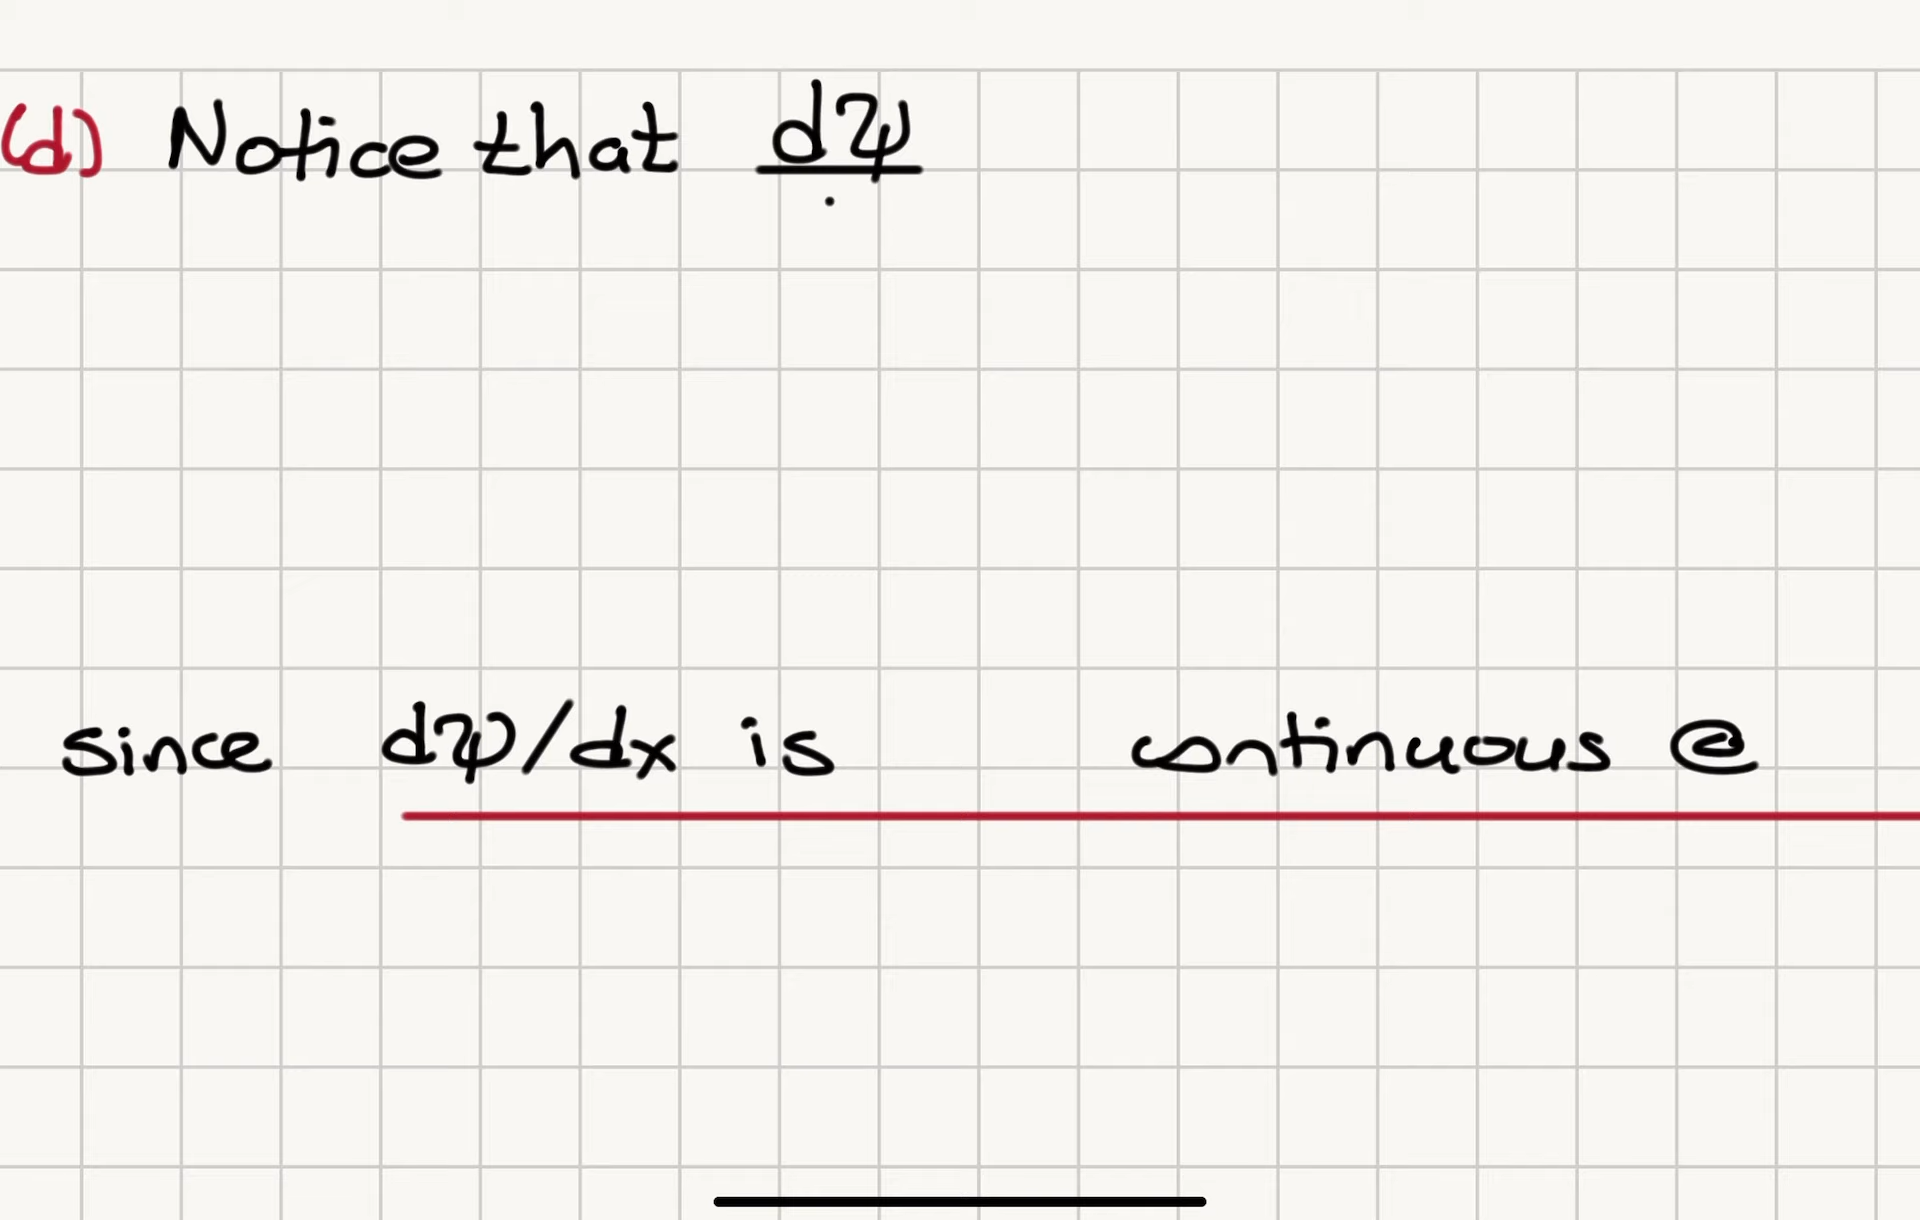 (d) Notice that dψ
since dψ/dx is continuous @